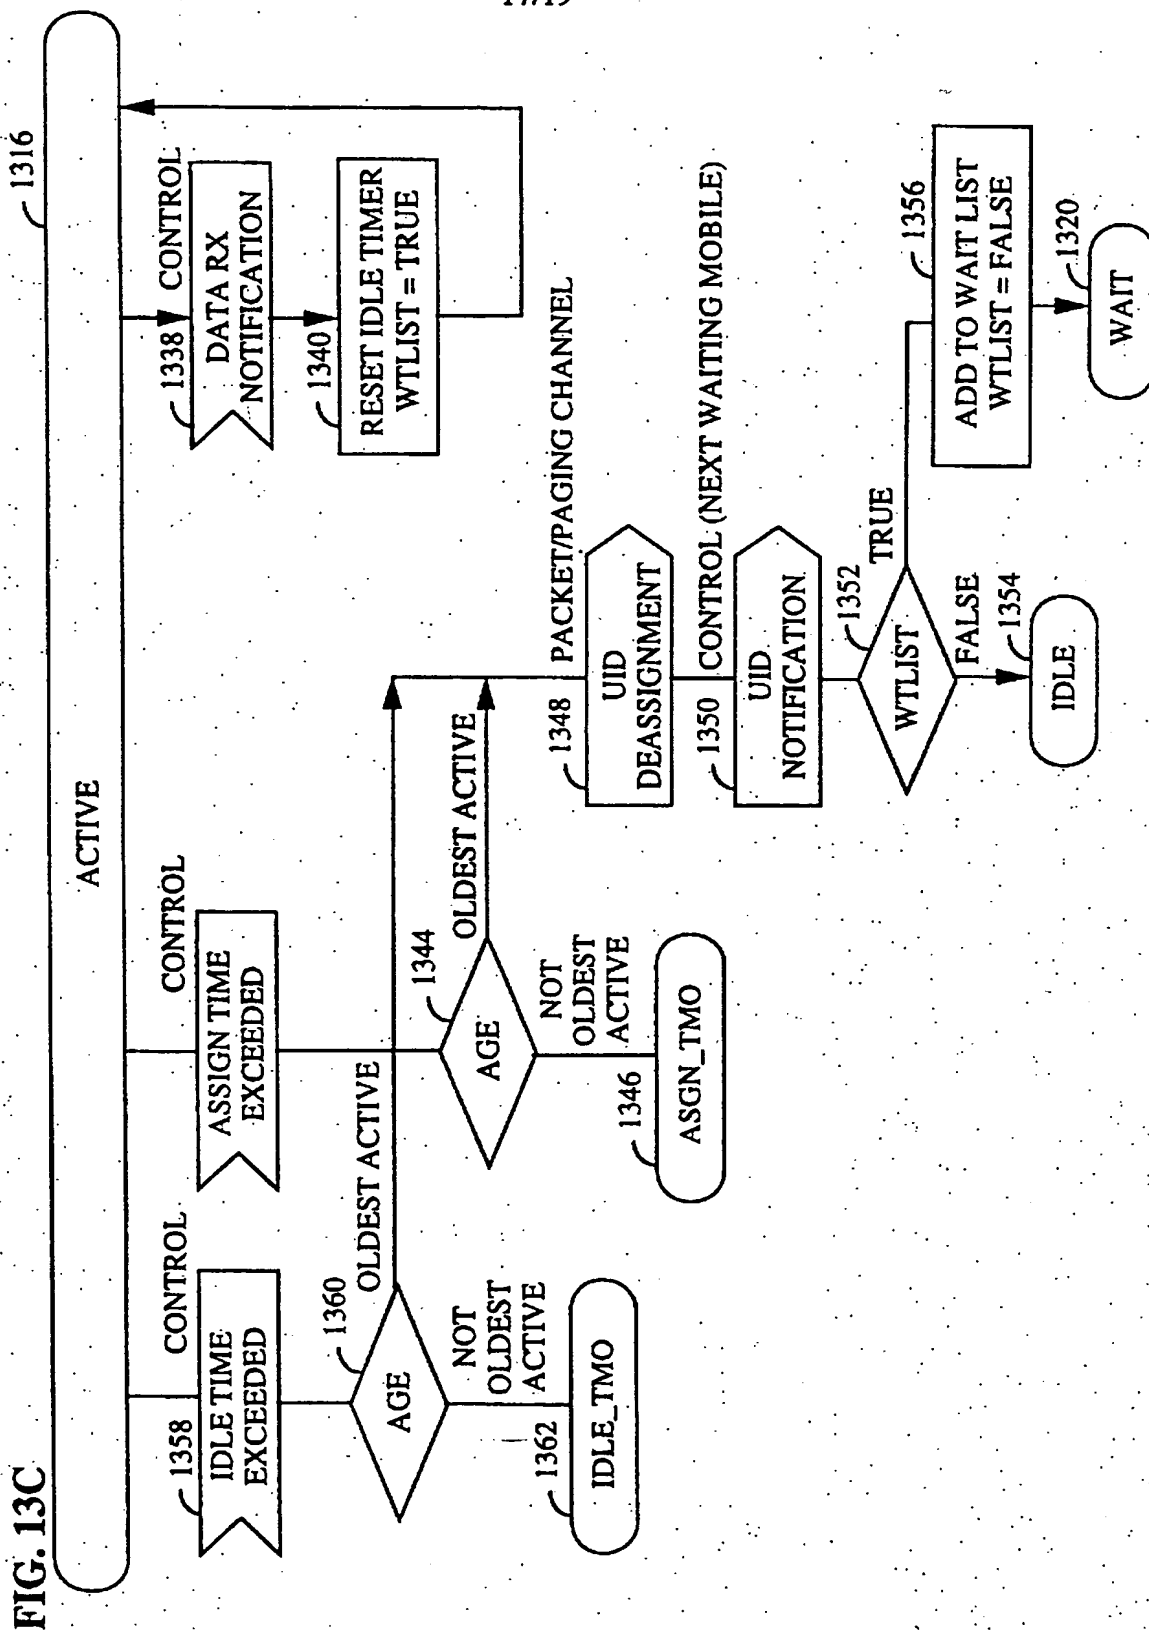 17/19
FIG. 13C
1316
ACTIVE
CONTROL
1358
IDLE TIME
EXCEEDED
1360
AGE
OLDEST ACTIVE
NOT
OLDEST
ACTIVE
1362
IDLE_TMO
CONTROL
ASSIGN TIME
EXCEEDED
1344
AGE
OLDEST ACTIVE
NOT
OLDEST
ACTIVE
1346
ASGN_TMO
CONTROL
1338
DATA RX
NOTIFICATION
1340
RESET IDLE TIMER
WTLIST = TRUE
PACKET/PAGING CHANNEL
1348
UID
DEASSIGNMENT
CONTROL (NEXT WAITING MOBILE)
1350
UID
NOTIFICATION
1352
WTLIST
TRUE
FALSE
1354
IDLE
1356
ADD TO WAIT LIST
WTLIST = FALSE
1320
WAIT